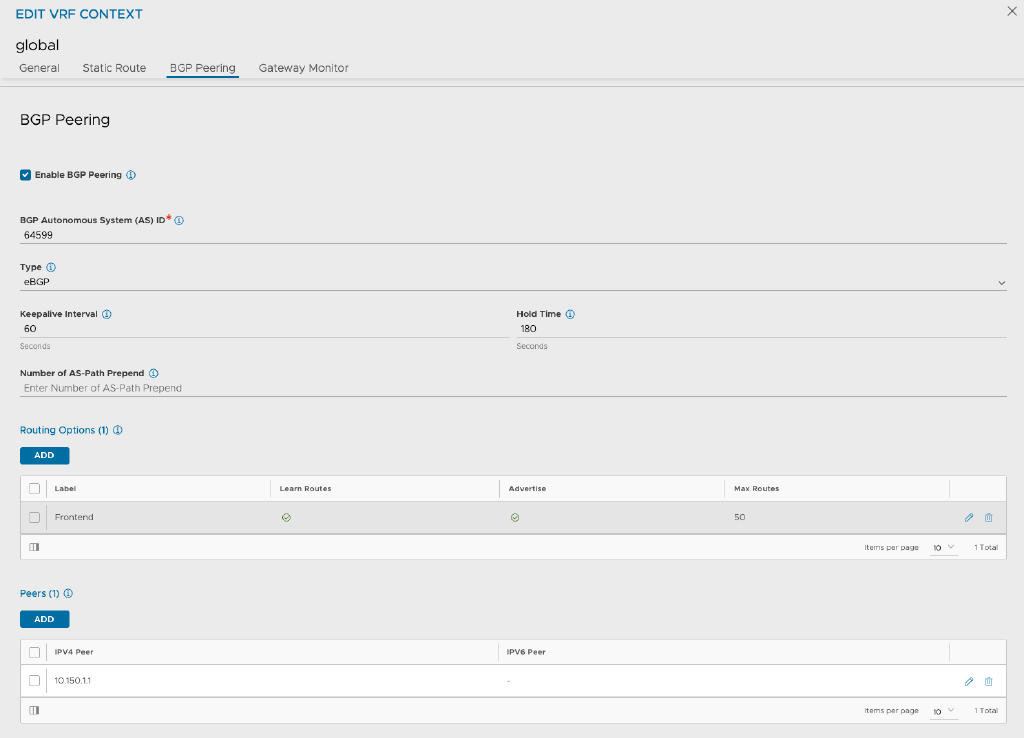 EDIT VRF CONTEXT
global
General Static Route BGP Peering Gateway Monitor
BGP Peering
Enable BGP Peering
BGP Autonomous System (AS) ID*
64599
Type
eBGP
Keepalive Interval Hold Time
60 180
Seconds Seconds
Number of AS-Path Prepend
Enter Number of AS-Path Prepend
Routing Options (1)
ADD
Label Learn Routes Advertise Max Routes
Frontend 50
Items per page 10 1 Total
Peers (1)
ADD
IPV4 Peer IPV6 Peer
10.150.1.1 -
Items per page 10 1 Total